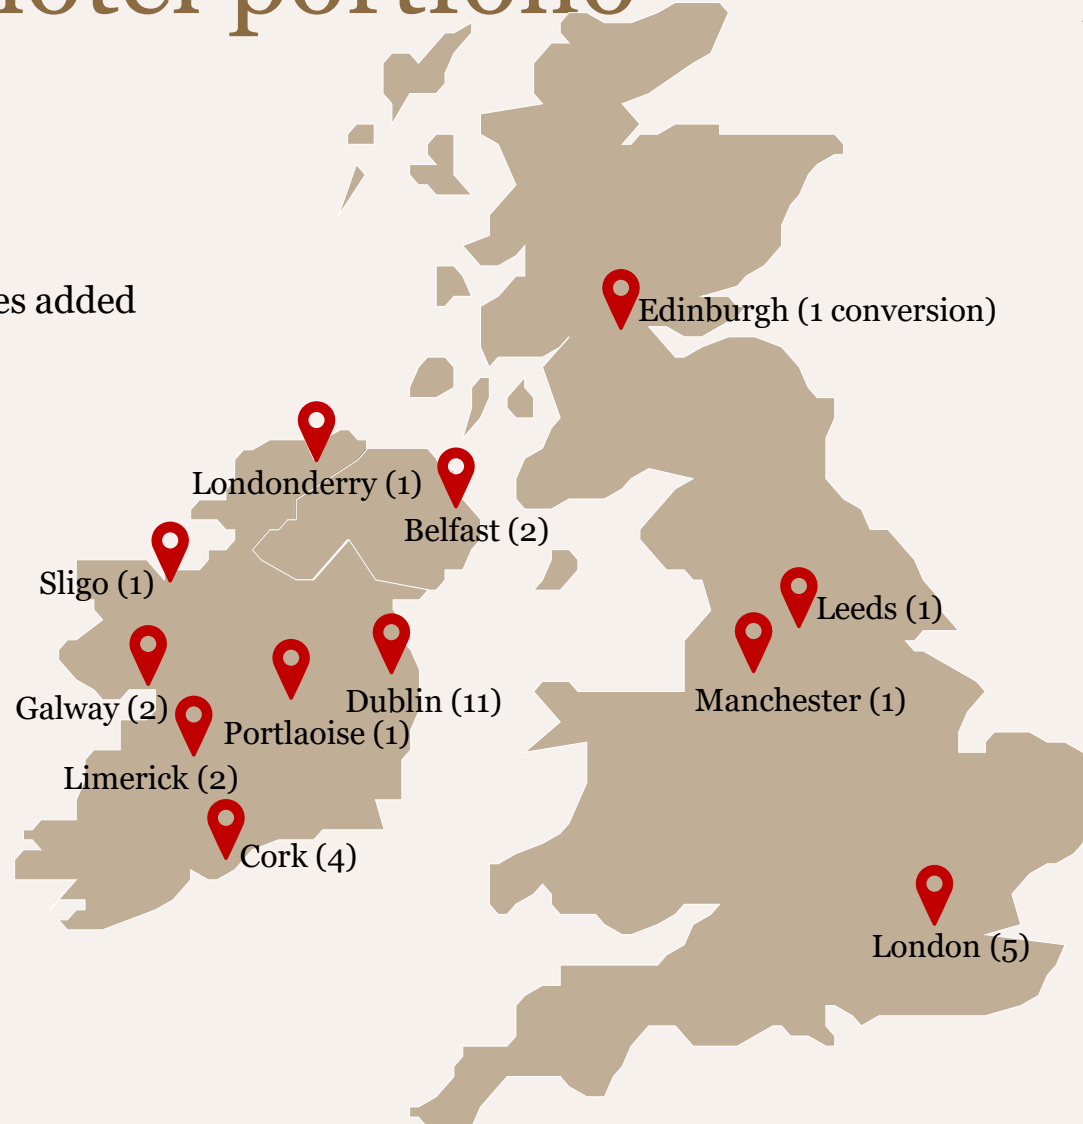 portfolio
added
Edinburgh (1 conversion)
Londonderry (1)
Belfast (2)
Sligo (1)
Leeds (1)
Galway (2)
Dublin (11)
Manchester (1)
Portlaoise (1)
Limerick (2)
Cork (4)
London (5)